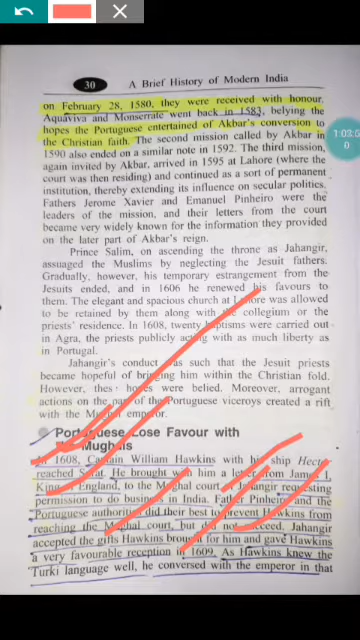 30 A Brief History of Modern India
on February 28, 1580, they were received with honour.
Aquaviva and Monserrate went back in 1583, belying the
hopes the Portuguese entertained of Akbar's conversion to
the Christian faith. The second mission called by Akbar in
1590 also ended on a similar note in 1592. The third mission,
again invited by Akbar, arrived in 1595 at Lahore (where the
court was then residing) and continued as a sort of permanent
institution, thereby extending its influence on secular politics.
Fathers Jerome Xavier and Emanuel Pinheiro were the
leaders of the mission, and their letters from the court
became very widely known for the information they provided
on the later part of Akbar's reign.
Prince Salim, on ascending the throne as Jahangir,
assuaged the Muslims by neglecting the Jesuit fathers.
Gradually, however, his temporary estrangement from the
Jesuits ended, and in 1606 he renewed his favours to
them. The elegant and spacious church at Lahore was allowed
to be retained by them along with the collegium or the
priests' residence. In 1608, twenty baptisms were carried out
in Agra, the priests publicly acting with as much liberty as
in Portugal.
Jahangir's conduct was such that the Jesuit priests
became hopeful of bringing him within the Christian fold.
However, these hopes were belied. Moreover, arrogant
actions on the part of the Portuguese viceroys created a rift
with the Mughal emperor.
Portuguese Lose Favour with
Mughals
In 1608, Captain William Hawkins with his ship Hector
reached Surat. He brought with him a letter from James I,
King of England, to the Mughal court of Jahangir requesting
permission to do business in India. Father Pinheiro and the
Portuguese authorities did their best to prevent Hawkins from
reaching the Mughal court, but did not succeed. Jahangir
accepted the gifts Hawkins brought for him and gave Hawkins
a very favourable reception in 1609. As Hawkins knew the
Turki language well, he conversed with the emperor in that